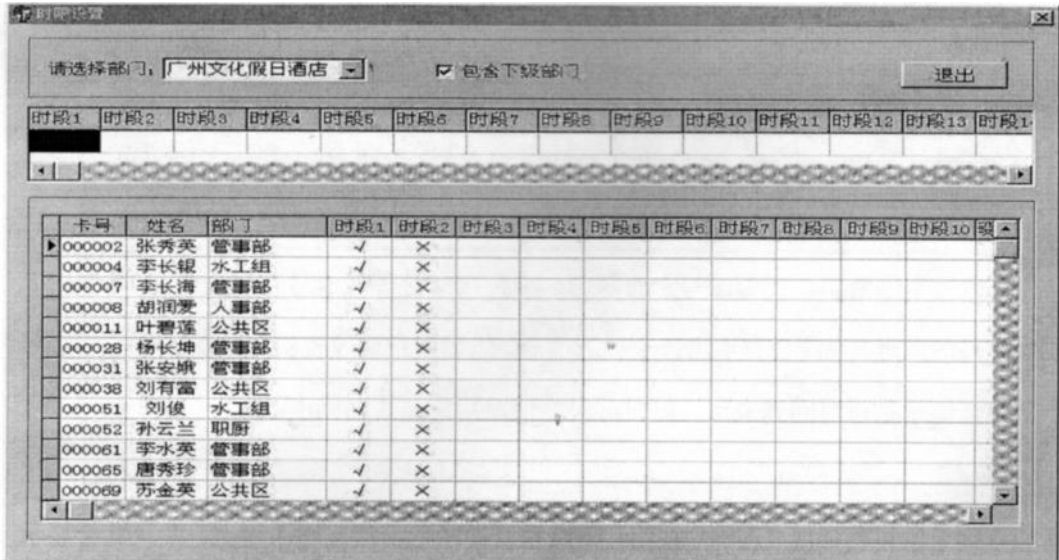 时段设置
请选择部门: 广州文化假日酒店 包含下级部门 退出
时段1 时段2 时段3 时段4 时段5 时段6 时段7 时段8 时段9 时段10 时段11 时段12 时段13 时段1
卡号 姓名 部门 时段1 时段2 时段3 时段4 时段5 时段6 时段7 时段8 时段9 时段10
000002 张秀英 管事部 √ ×
000004 李长银 水工组 √ ×
000007 李长海 管事部 √ ×
000008 胡润爱 人事部 √ ×
000011 叶碧莲 公共区 √ ×
000028 杨长坤 管事部 √ ×
000031 张安娥 管事部 √ ×
000038 刘有富 公共区 √ ×
000051 刘俊 水工组 √ ×
000052 孙云兰 职厨 √ ×
000061 李水英 管事部 √ ×
000065 唐秀珍 管事部 √ ×
000069 苏金英 公共区 √ ×